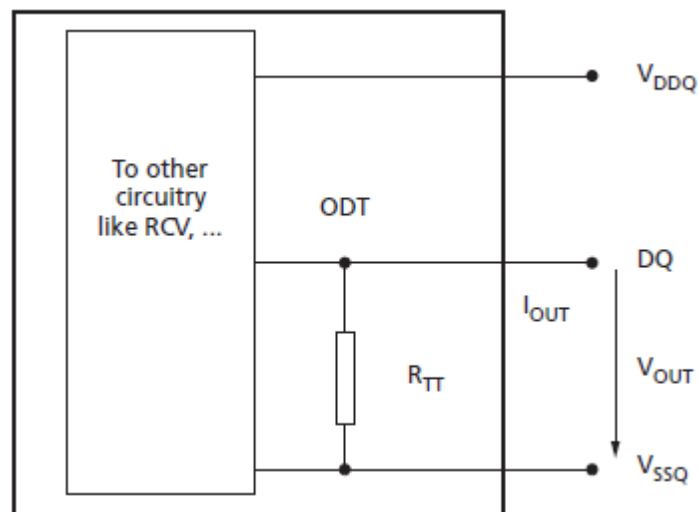 V_DDQ
To other
circuitry
like RCV, ...
ODT
DQ
I_OUT
R_TT
V_OUT
V_SSQ